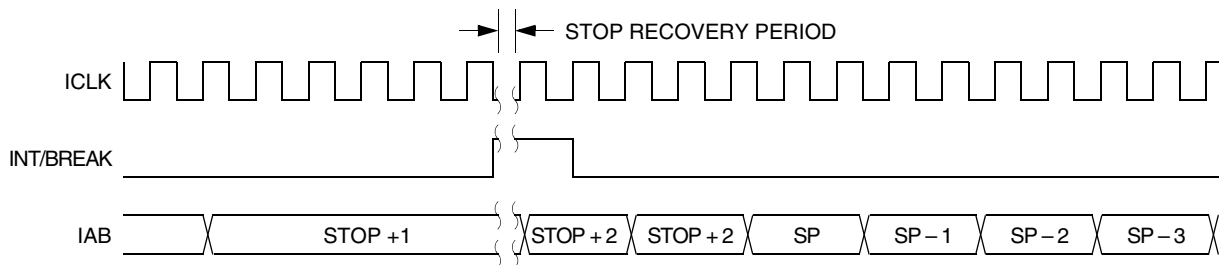 STOP RECOVERY PERIOD
ICLK
INT/BREAK
IAB STOP +1 STOP + 2 STOP + 2 SP SP – 1 SP – 2 SP – 3